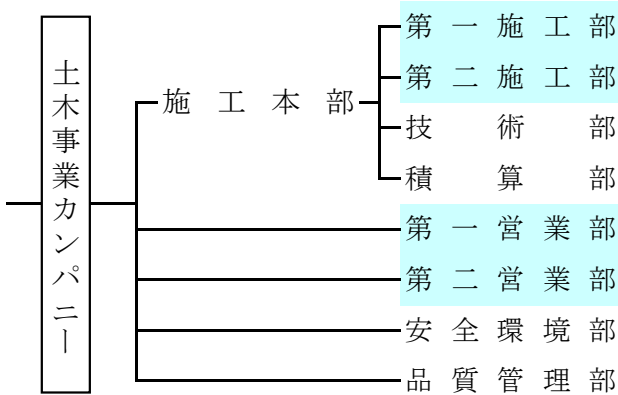 土木事業カンパニー
施工本部
第一施工部
第二施工部
技術部
積算部
第一営業部
第二営業部
安全環境部
品質管理部